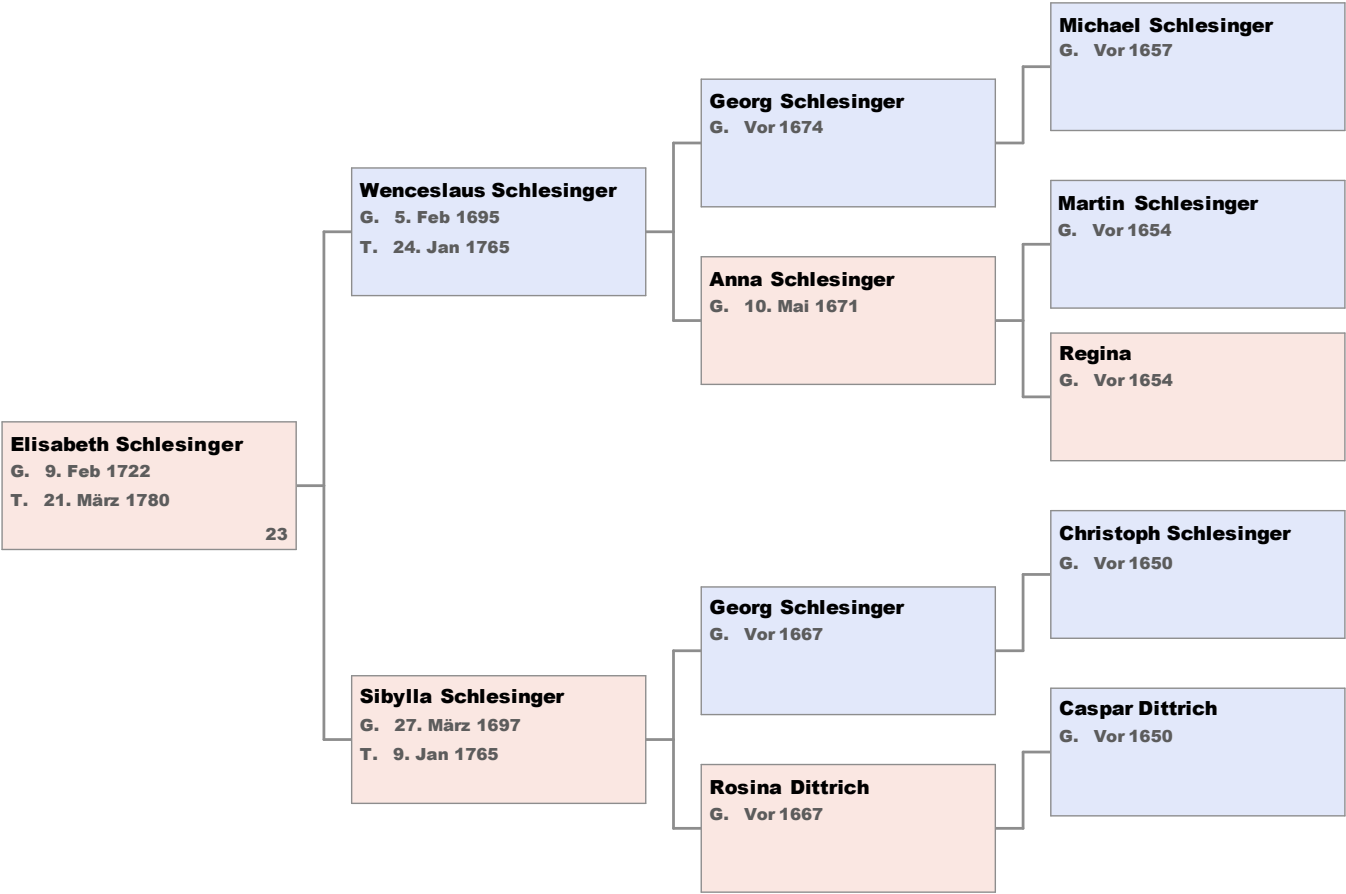 Michael Schlesinger
G. Vor 1657
Georg Schlesinger
G. Vor 1674
Wenceslaus Schlesinger
G. 5. Feb 1695
T. 24. Jan 1765
Martin Schlesinger
G. Vor 1654
Anna Schlesinger
G. 10. Mai 1671
Regina
G. Vor 1654
Elisabeth Schlesinger
G. 9. Feb 1722
T. 21. März 1780
23
Christoph Schlesinger
G. Vor 1650
Georg Schlesinger
G. Vor 1667
Sibylla Schlesinger
G. 27. März 1697
T. 9. Jan 1765
Caspar Dittrich
G. Vor 1650
Rosina Dittrich
G. Vor 1667